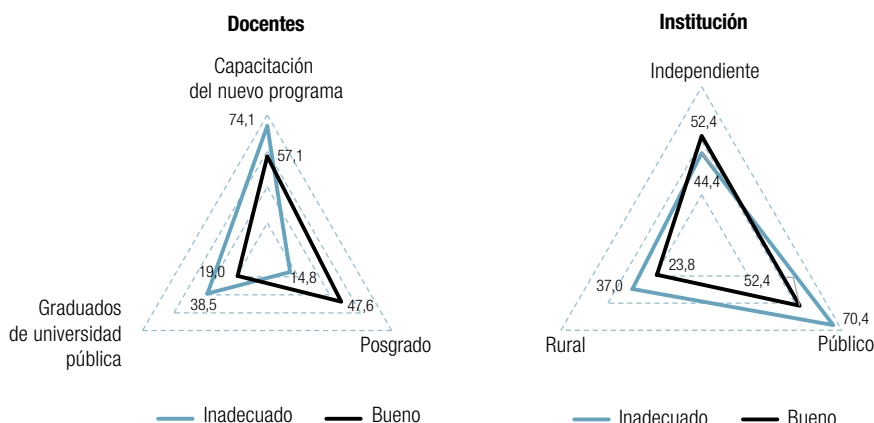 Docentes
Capacitación
del nuevo programa
74,1
57,1
19,0
14,8
38,5
47,6
Graduados
de universidad
pública
Posgrado
Inadecuado
Bueno
Institución
Independiente
52,4
44,4
23,8
52,4
37,0
70,4
Rural
Público
Inadecuado
Bueno